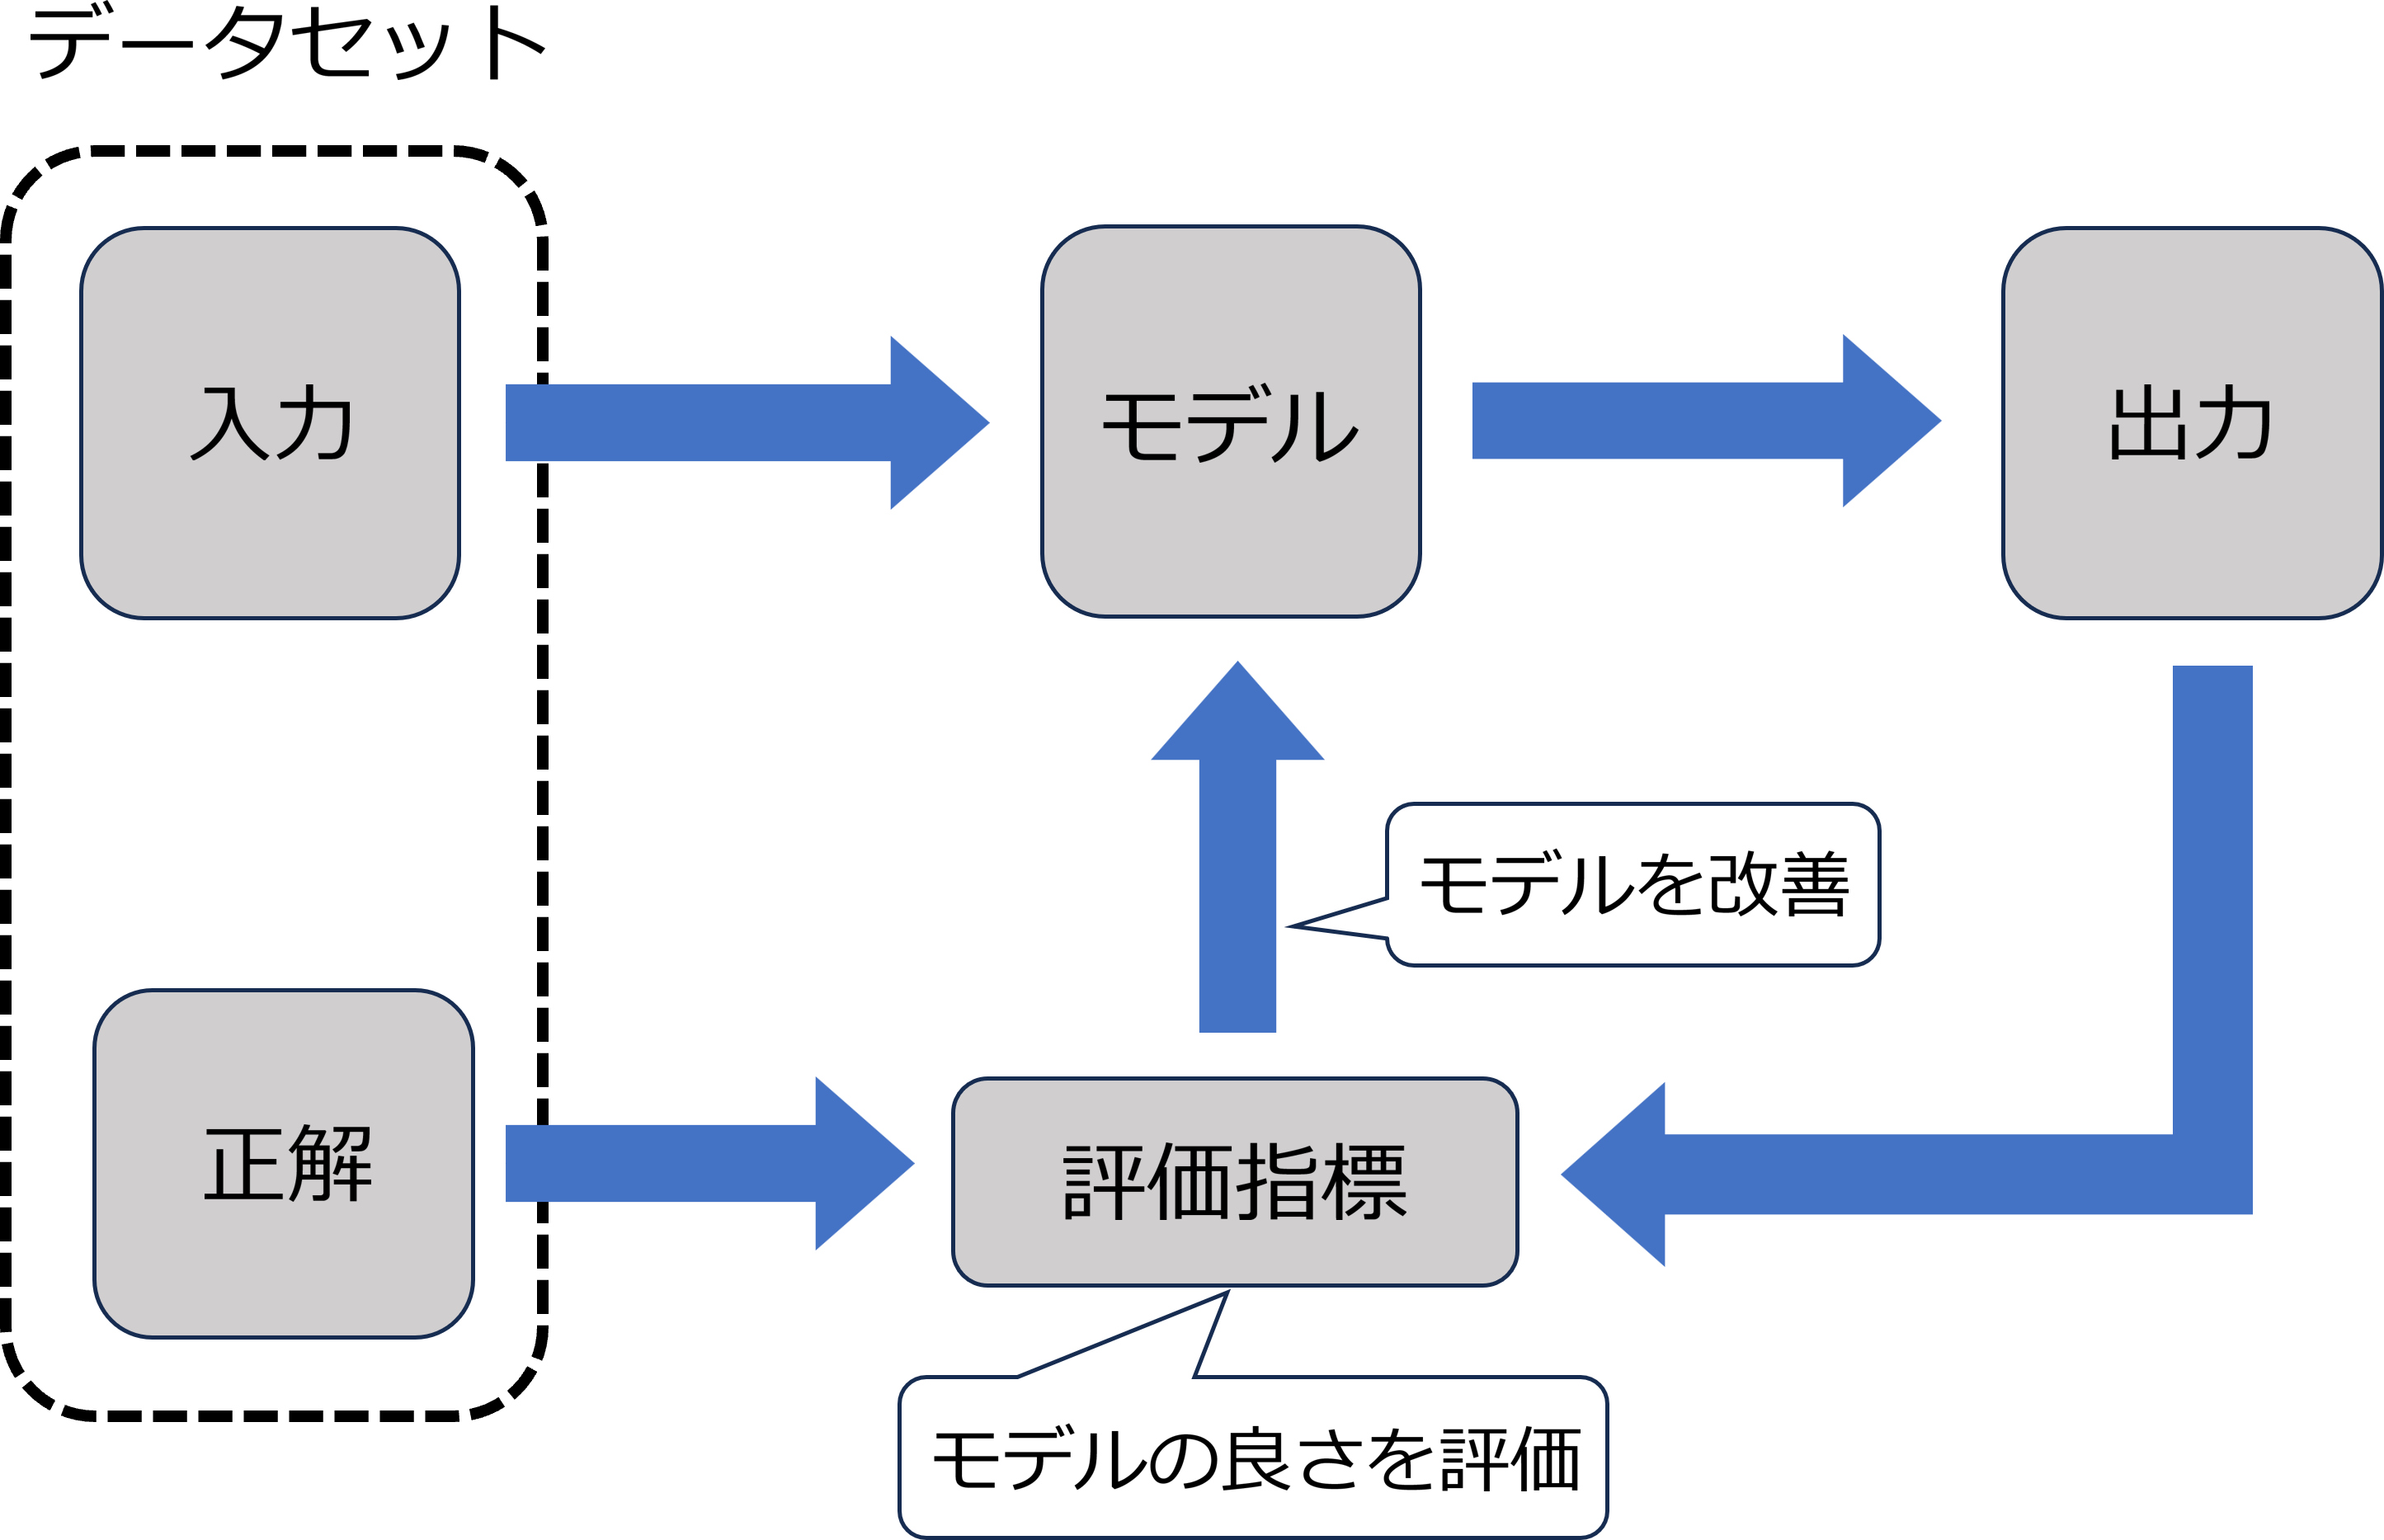 データセット
入力
モデル
出力
モデルを改善
正解
評価指標
モデルの良さを評価